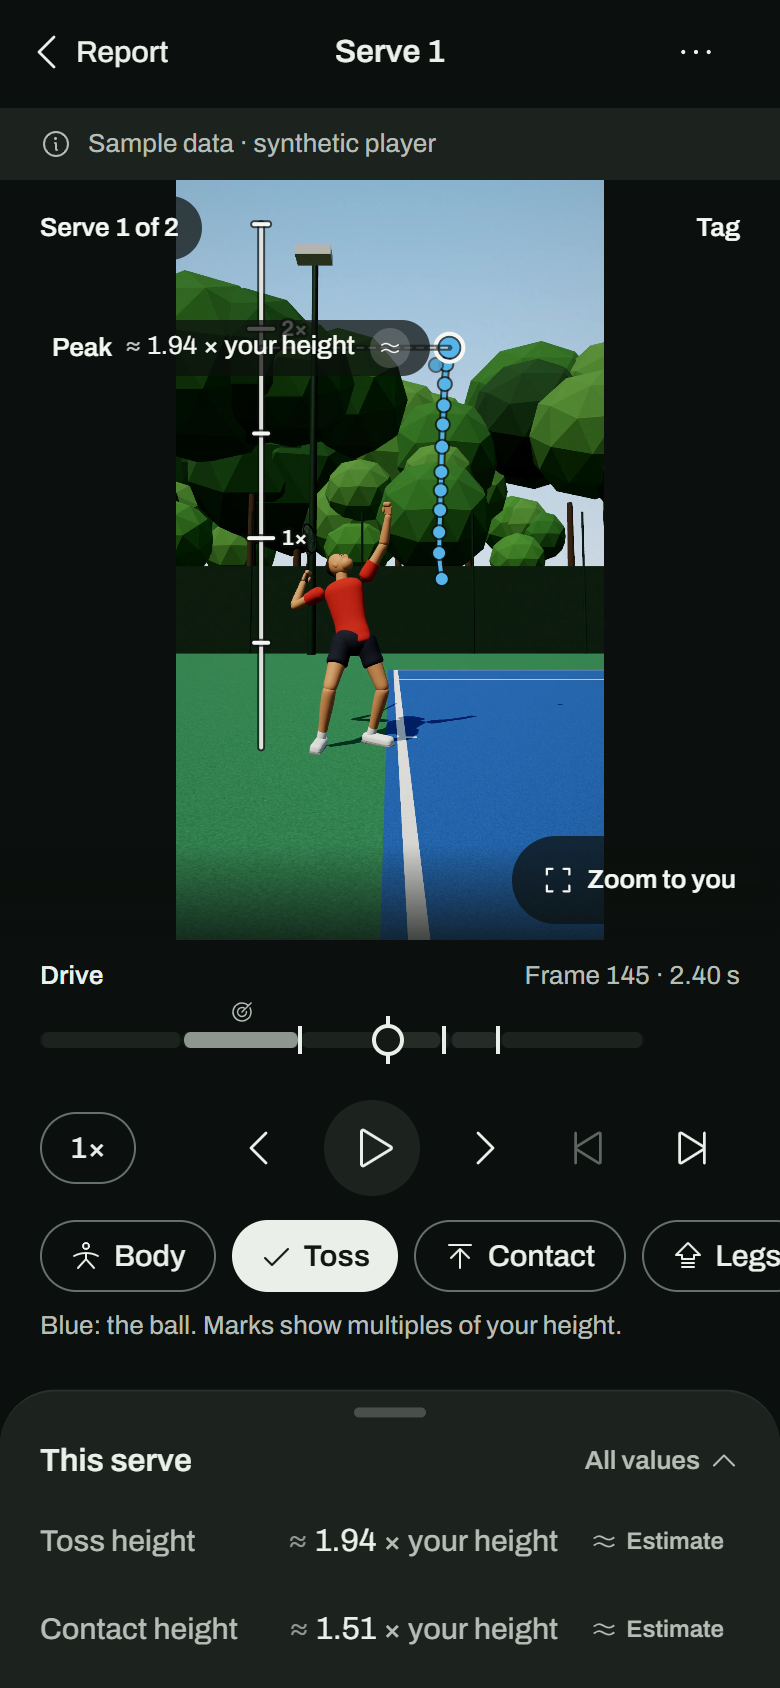 Report
Serve 1
Sample data · synthetic player
Serve 1 of 2
Tag
2×
Peak ≈ 1.94 × your height ≈
1×
Zoom to you
Drive
Frame 145 · 2.40 s
1×
Body
Toss
Contact
Legs
Blue: the ball. Marks show multiples of your height.
This serve
All values
Toss height ≈ 1.94 × your height ≈ Estimate
Contact height ≈ 1.51 × your height ≈ Estimate